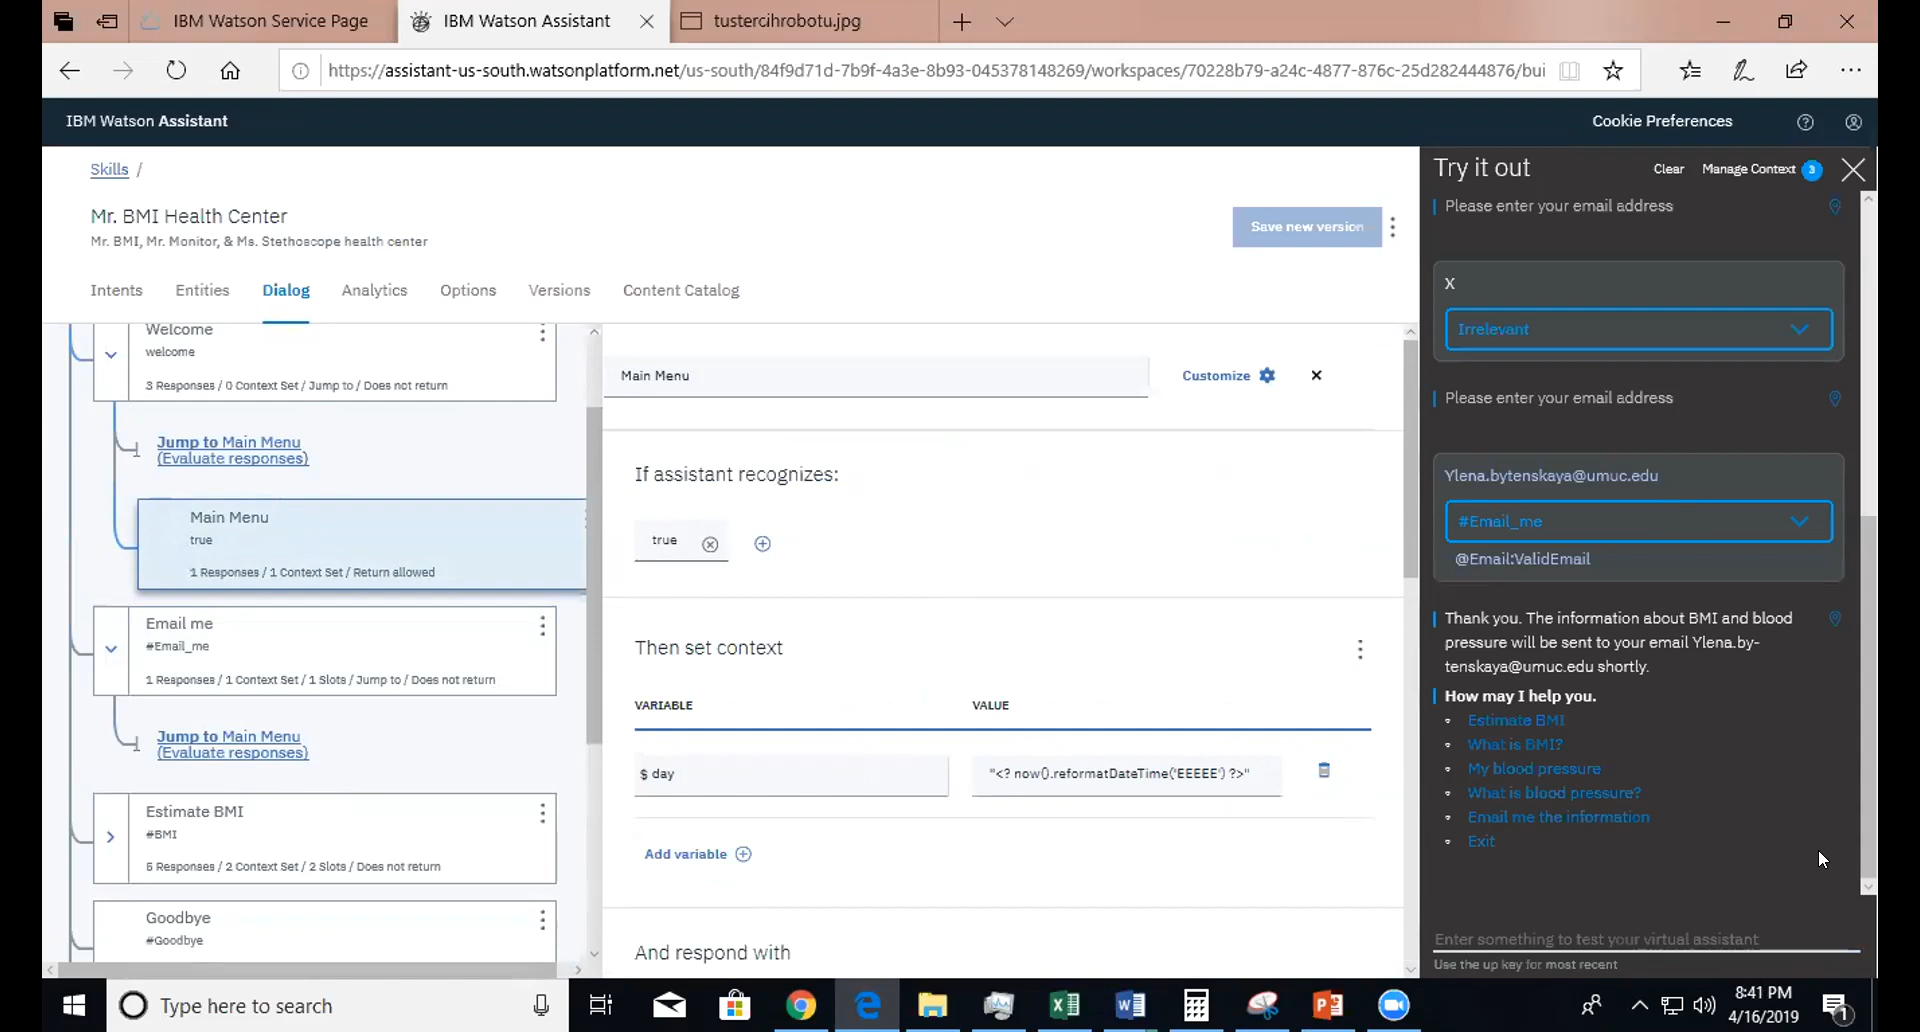 IBM Watson Service Page
IBM Watson Assistant
tustercihrobotu.jpg
https://assistant-us-south.watsonplatform.net/us-south/84f9d71d-7b9f-4a3e-8b93-045378148269/workspaces/70228b79-a24c-4877-876c-25d282444876/bui
IBM Watson Assistant
Cookie Preferences
Skills /
Mr. BMI Health Center
Mr. BMI, Mr. Monitor, & Ms. Stethoscope health center
Save new version
Intents
Entities
Dialog
Analytics
Options
Versions
Content Catalog
Welcome
welcome
3 Responses / 0 Context Set / Jump to / Does not return
Jump to Main Menu
(Evaluate responses)
Main Menu
true
1 Responses / 1 Context Set / Return allowed
Email me
#Email_me
1 Responses / 1 Context Set / 1 Slots / Jump to / Does not return
Jump to Main Menu
(Evaluate responses)
Estimate BMI
#BMI
5 Responses / 2 Context Set / 2 Slots / Does not return
Goodbye
#Goodbye
Main Menu
Customize
If assistant recognizes:
true
Then set context
VARIABLE
VALUE
$ day
"<? now().reformatDateTime('EEEEE') ?>"
Add variable
And respond with
Try it out
Clear
Manage Context 3
Please enter your email address
X
Irrelevant
Please enter your email address
Ylena.bytenskaya@umuc.edu
#Email_me
@Email:ValidEmail
Thank you. The information about BMI and blood
pressure will be sent to your email Ylena.by-
tenskaya@umuc.edu shortly.
How may I help you.
Estimate BMI
What is BMI?
My blood pressure
What is blood pressure?
Email me the information
Exit
Enter something to test your virtual assistant
Use the up key for most recent
Type here to search
8:41 PM
4/16/2019
1